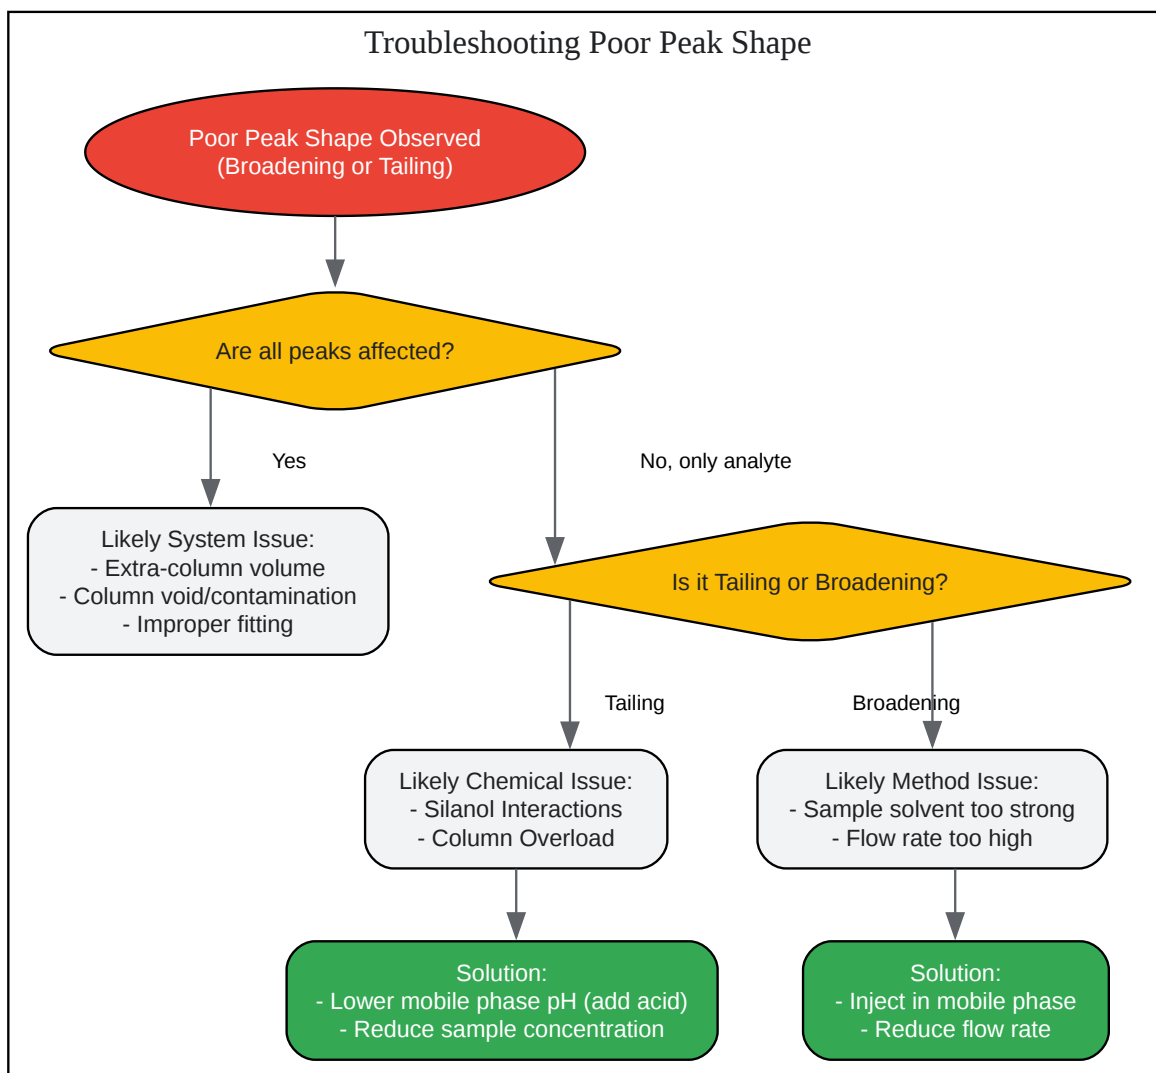 Troubleshooting Poor Peak Shape
Poor Peak Shape Observed
(Broadening or Tailing)
Are all peaks affected?
Yes
No, only analyte
Likely System Issue:
- Extra-column volume
- Column void/contamination
- Improper fitting
Is it Tailing or Broadening?
Tailing
Broadening
Likely Chemical Issue:
- Silanol Interactions
- Column Overload
Likely Method Issue:
- Sample solvent too strong
- Flow rate too high
Solution:
- Lower mobile phase pH (add acid)
- Reduce sample concentration
Solution:
- Inject in mobile phase
- Reduce flow rate